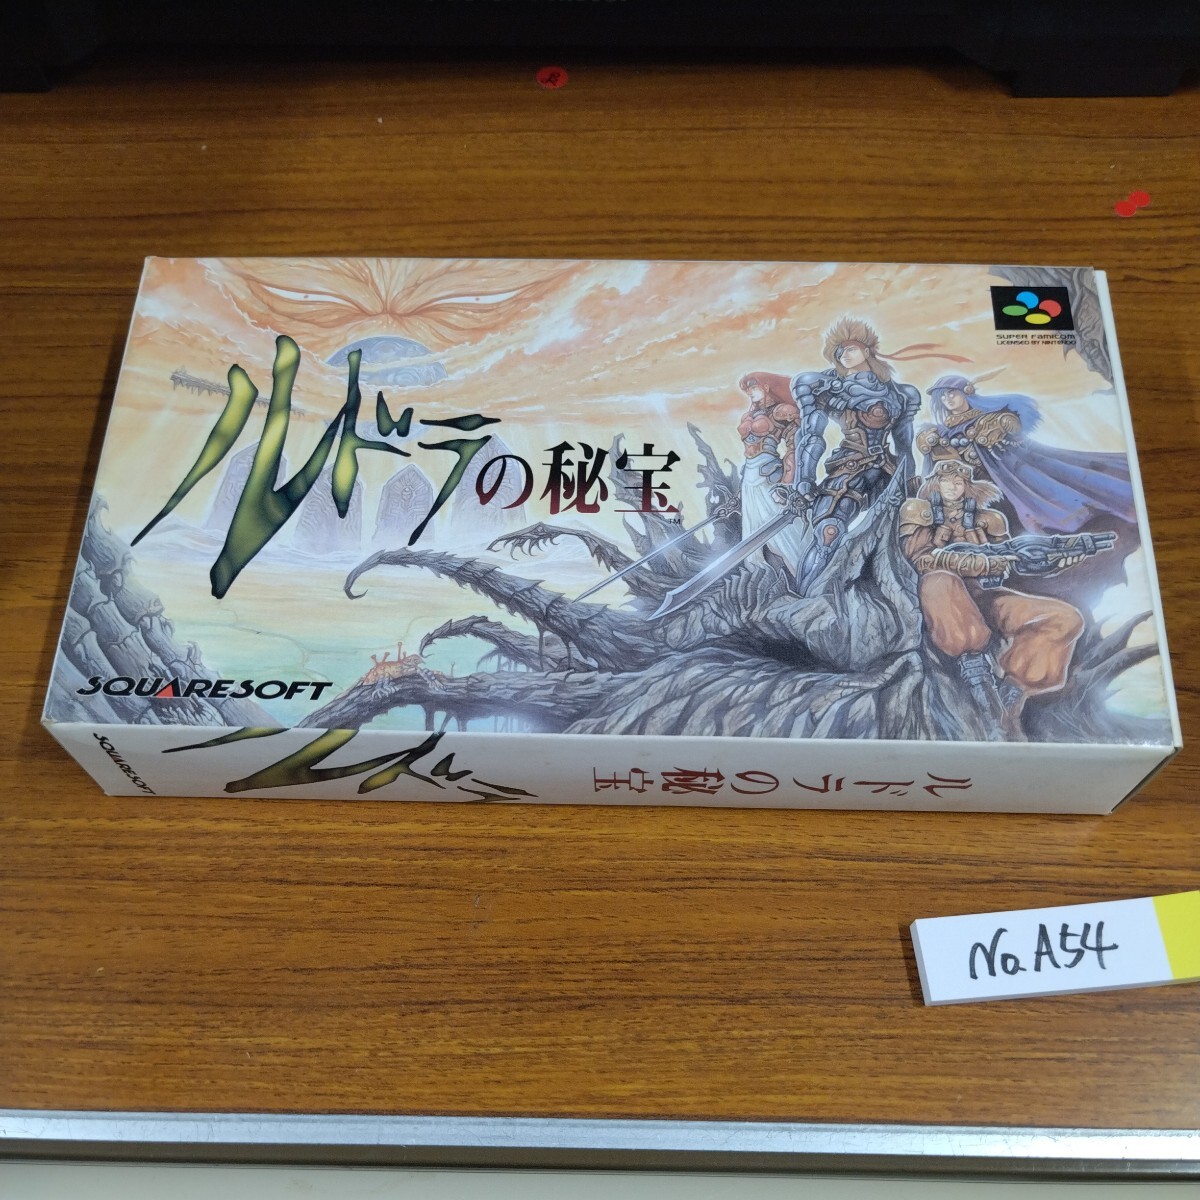 SUPER FAMICOM
LICENSED BY NINTENDO
ルドラの秘宝
TM
SQUARESOFT
SQUARESOFT
ルドラ
ルドラの秘宝
No A54